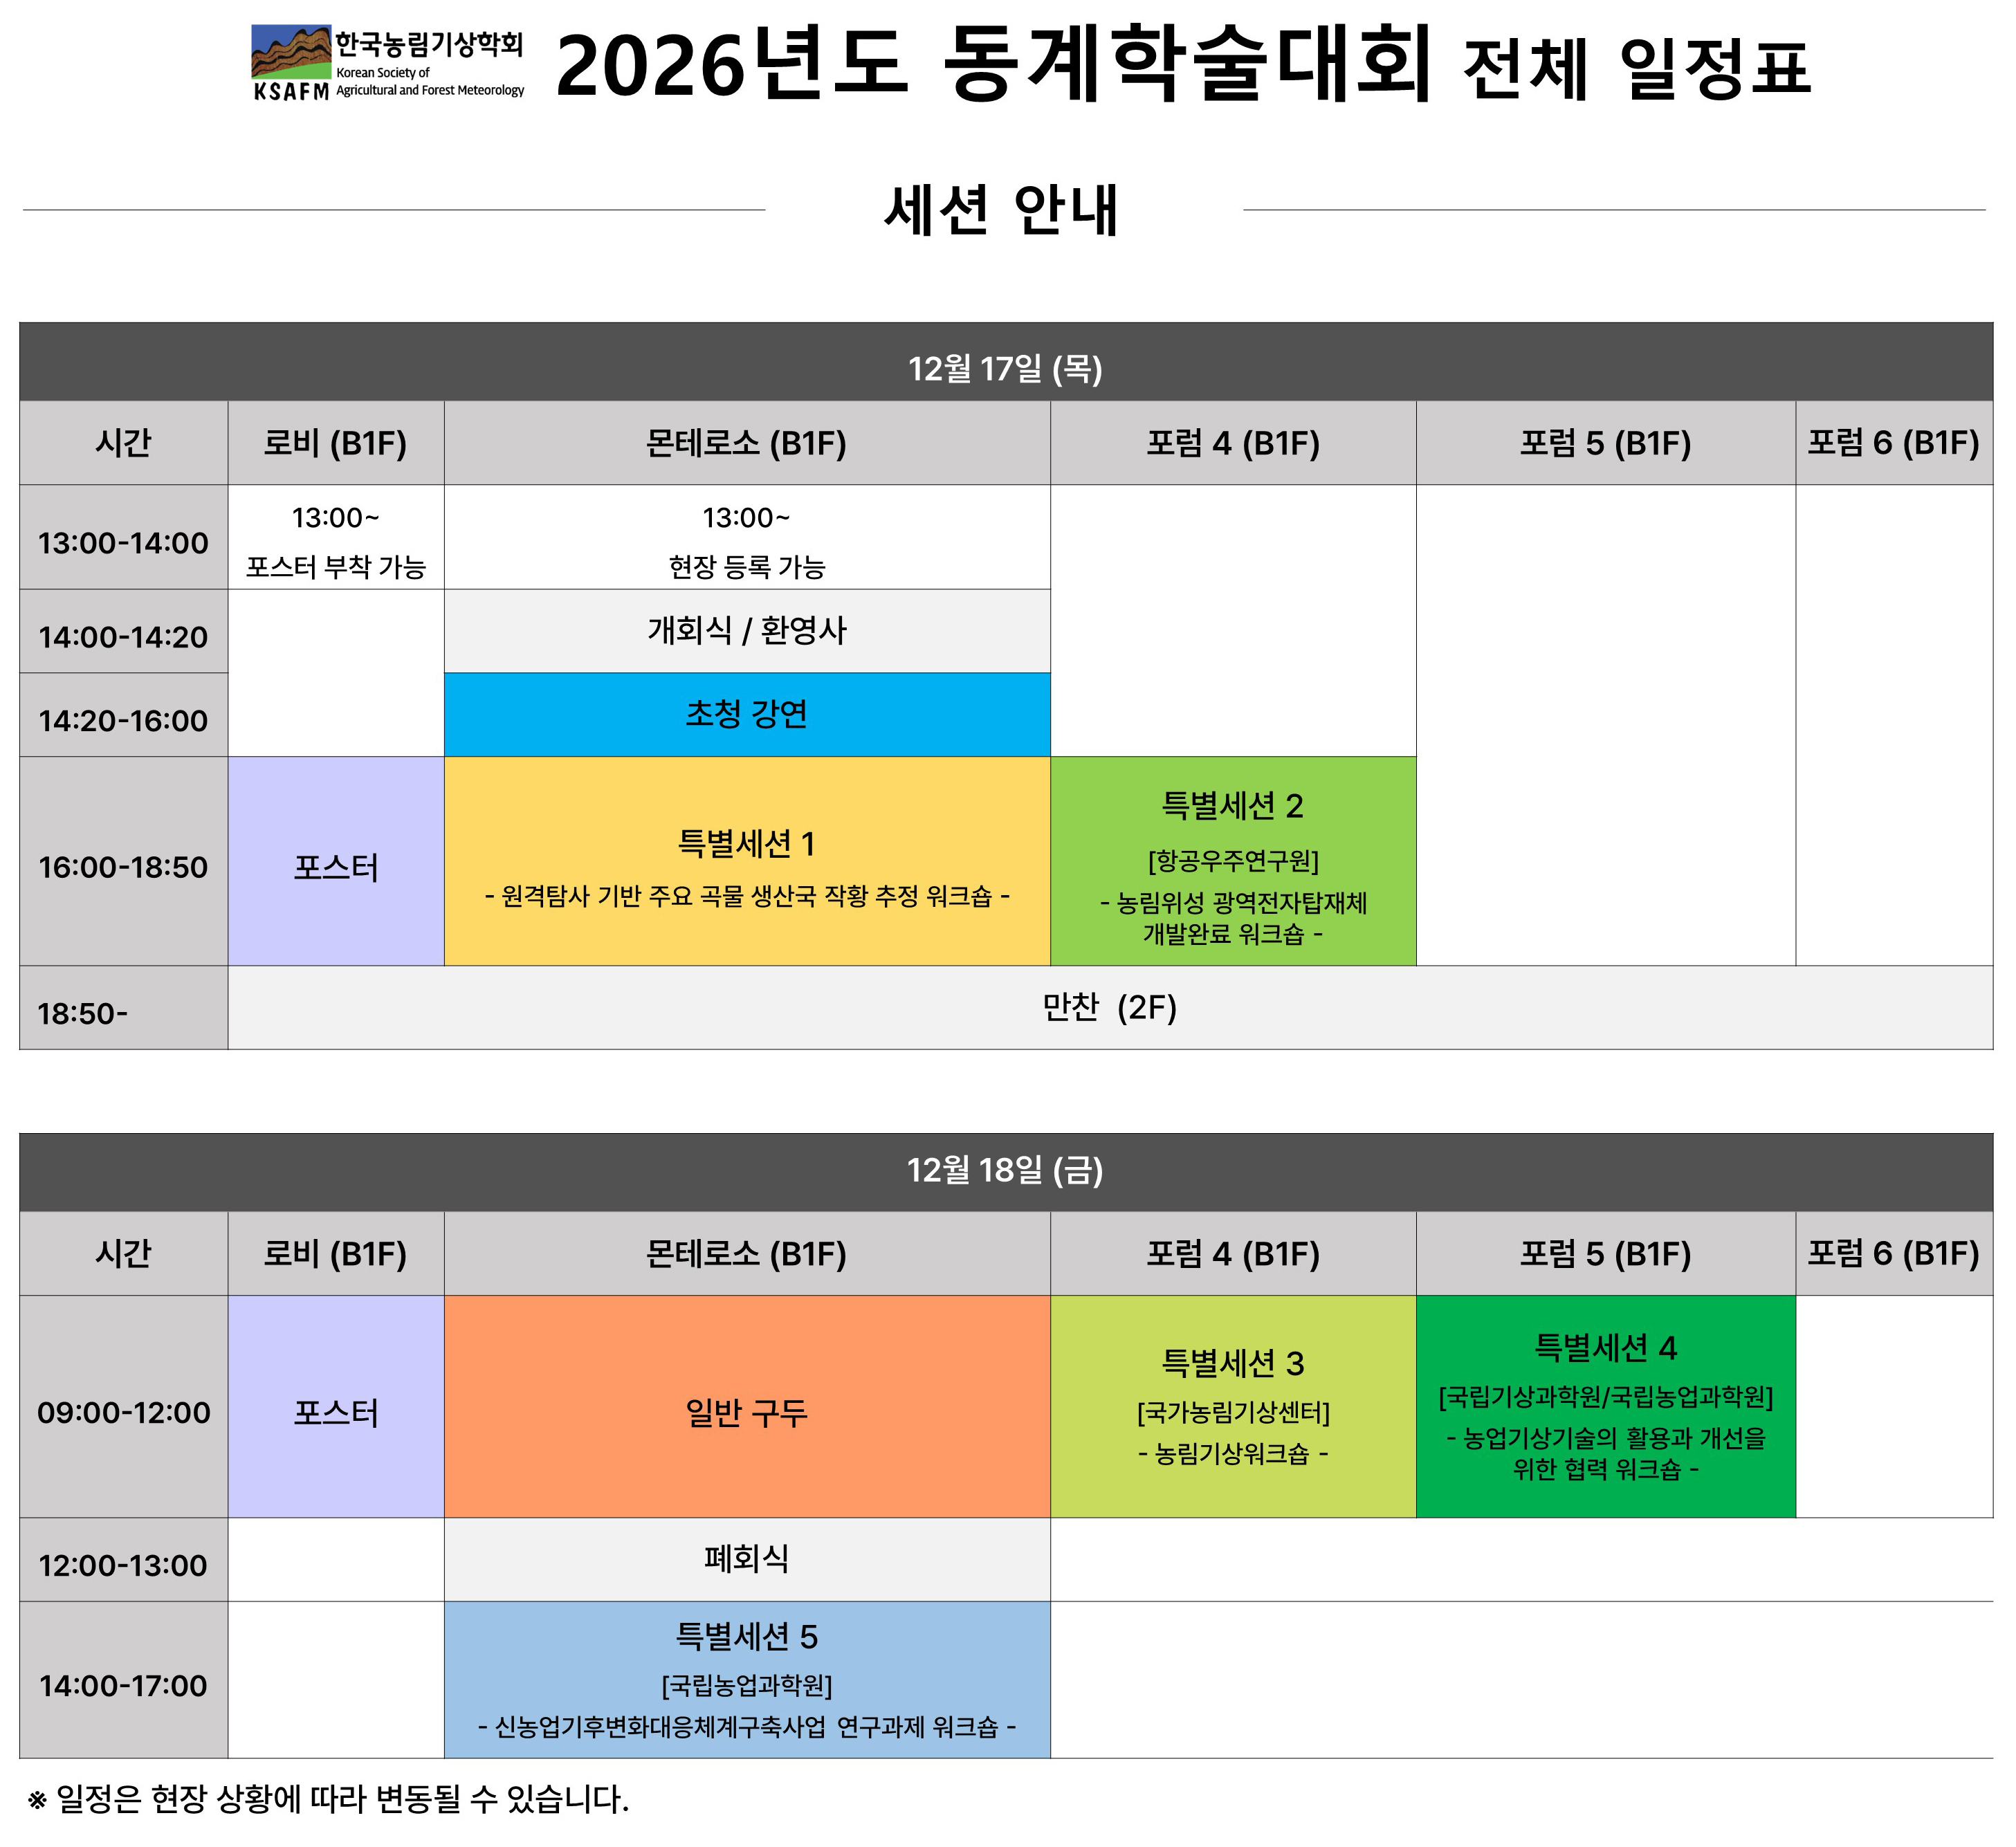 한국농림기상학회
Korean Society of
KSAFM Agricultural and Forest Meteorology
2026년도 동계학술대회 전체 일정표
세션 안내
12월 17일 (목)
시간 로비 (B1F) 몬테로소 (B1F) 포럼 4 (B1F) 포럼 5 (B1F) 포럼 6 (B1F)
13:00-14:00
13:00~
포스터 부착 가능
13:00~
현장 등록 가능
14:00-14:20
개회식 / 환영사
14:20-16:00
초청 강연
16:00-18:50
포스터
특별세션 1
- 원격탐사 기반 주요 곡물 생산국 작황 추정 워크숍 -
특별세션 2
[항공우주연구원]
- 농림위성 광역전자탑재체
개발완료 워크숍 -
18:50-
만찬 (2F)
12월 18일 (금)
시간 로비 (B1F) 몬테로소 (B1F) 포럼 4 (B1F) 포럼 5 (B1F) 포럼 6 (B1F)
09:00-12:00
포스터
일반 구두
특별세션 3
[국가농림기상센터]
- 농림기상워크숍 -
특별세션 4
[국립기상과학원/국립농업과학원]
- 농업기상기술의 활용과 개선을
위한 협력 워크숍 -
12:00-13:00
폐회식
14:00-17:00
특별세션 5
[국립농업과학원]
- 신농업기후변화대응체계구축사업 연구과제 워크숍 -
※ 일정은 현장 상황에 따라 변동될 수 있습니다.